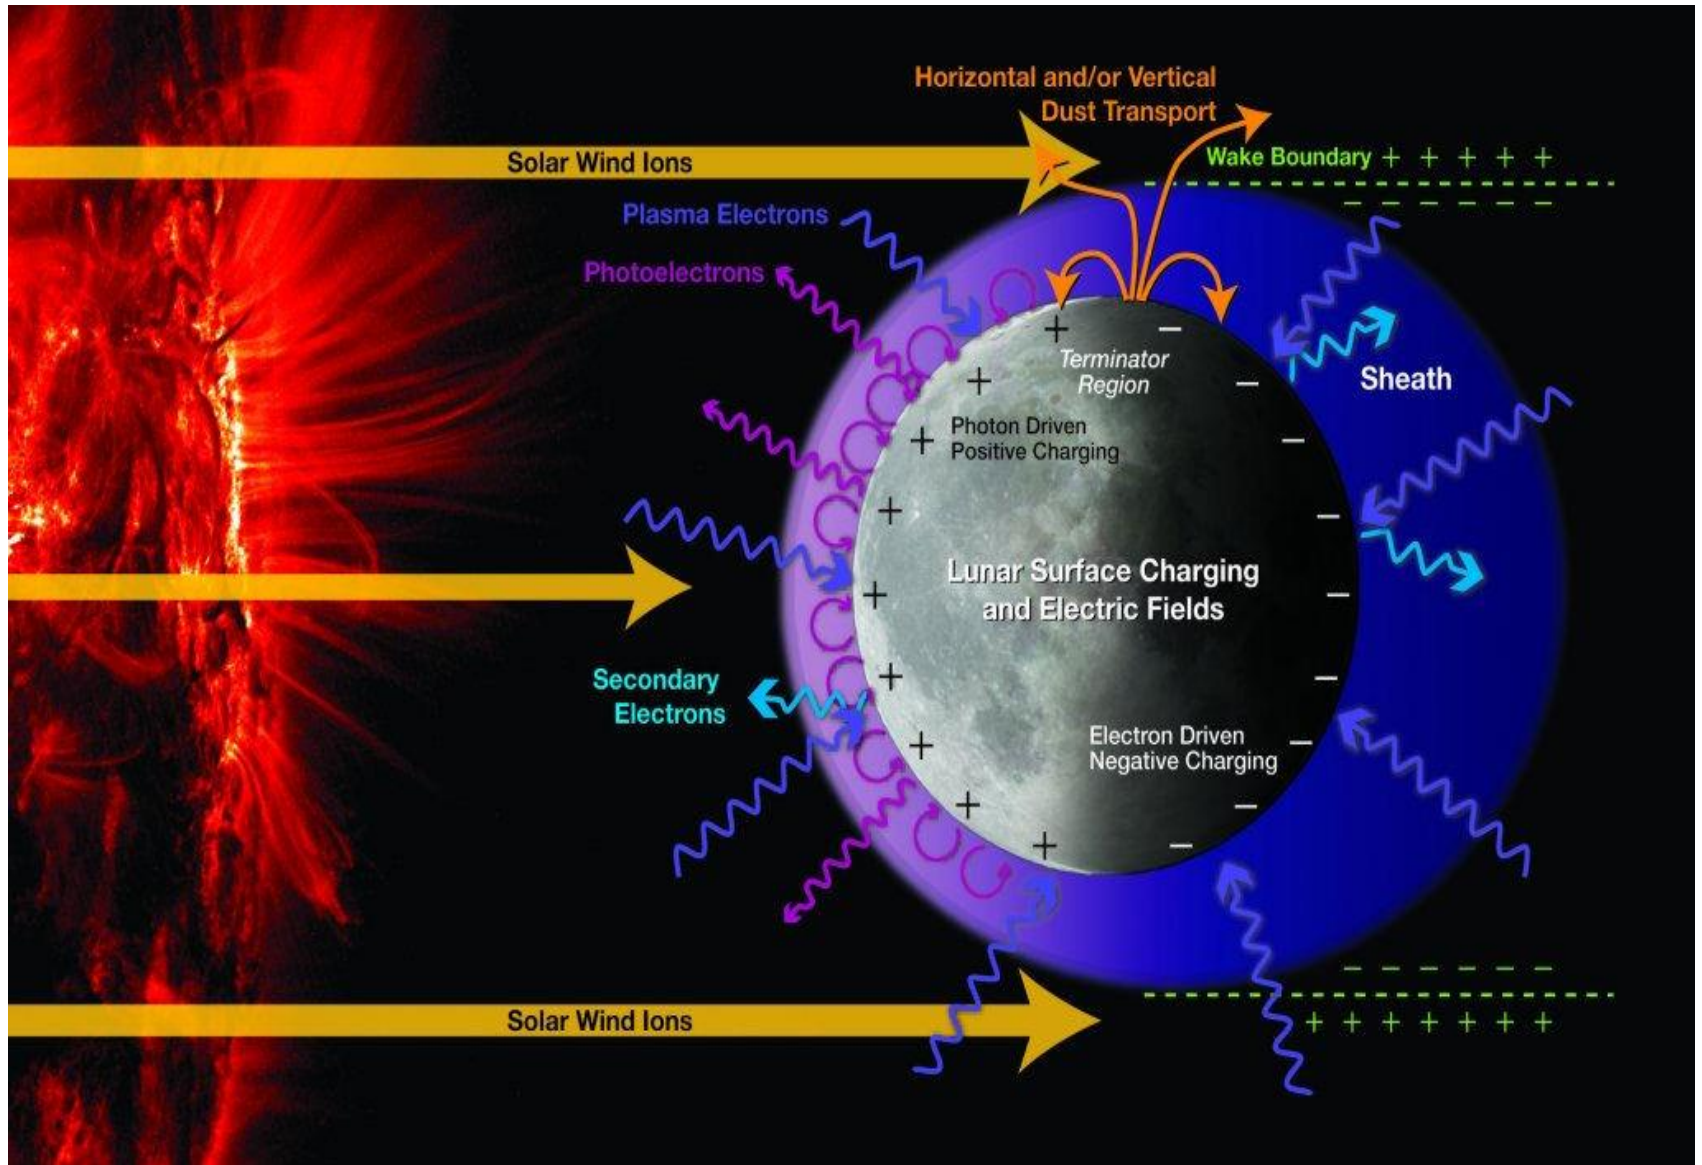 Horizontal and/or Vertical
Dust Transport
Solar Wind Ions
Wake Boundary + + + + +
− − − − − −
Plasma Electrons
Photoelectrons
+ −
Terminator
Region
Sheath
+ −
Photon Driven
Positive Charging
+ −
+ −
Lunar Surface Charging
and Electric Fields
+ −
Secondary
Electrons
+ −
Electron Driven
Negative Charging
+ −
+ −
+ −
− − − − − −
Solar Wind Ions
+ + + + + + +